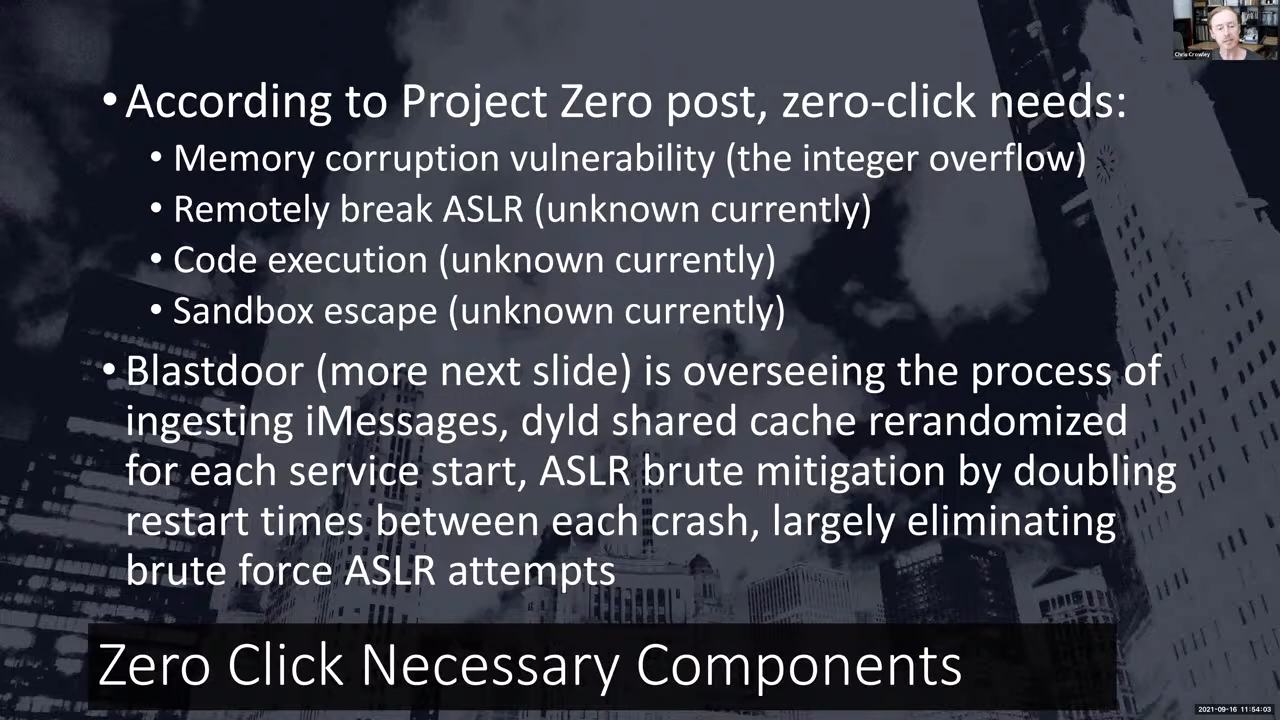 Chris Crowley
• According to Project Zero post, zero-click needs:
• Memory corruption vulnerability (the integer overflow)
• Remotely break ASLR (unknown currently)
• Code execution (unknown currently)
• Sandbox escape (unknown currently)
• Blastdoor (more next slide) is overseeing the process of
ingesting iMessages, dyld shared cache rerandomized
for each service start, ASLR brute mitigation by doubling
restart times between each crash, largely eliminating
brute force ASLR attempts
Zero Click Necessary Components
2021-09-16 11:54:03